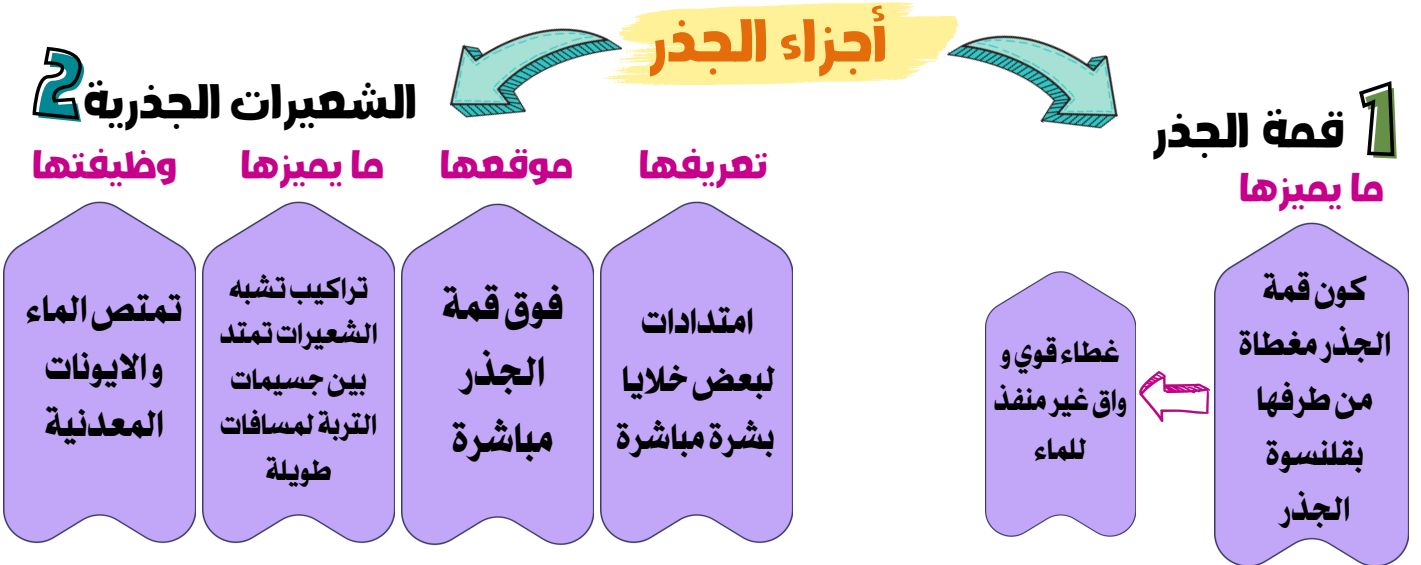 أجزاء الجذر
1 قمة الجذر
ما يميزها
كون قمة
الجذر مغطاة
من طرفها
بقلنسوة
الجذر
غطاء قوي و
واق غير منفذ
للماء
2 الشعيرات الجذرية
تعريفها
امتدادات
لبعض خلايا
بشرة مباشرة
موقعها
فوق قمة
الجذر
مباشرة
ما يميزها
تراكيب تشبه
الشعيرات تمتد
بين جسيمات
التربة لمسافات
طويلة
وظيفتها
تمتص الماء
و الايونات
المعدنية